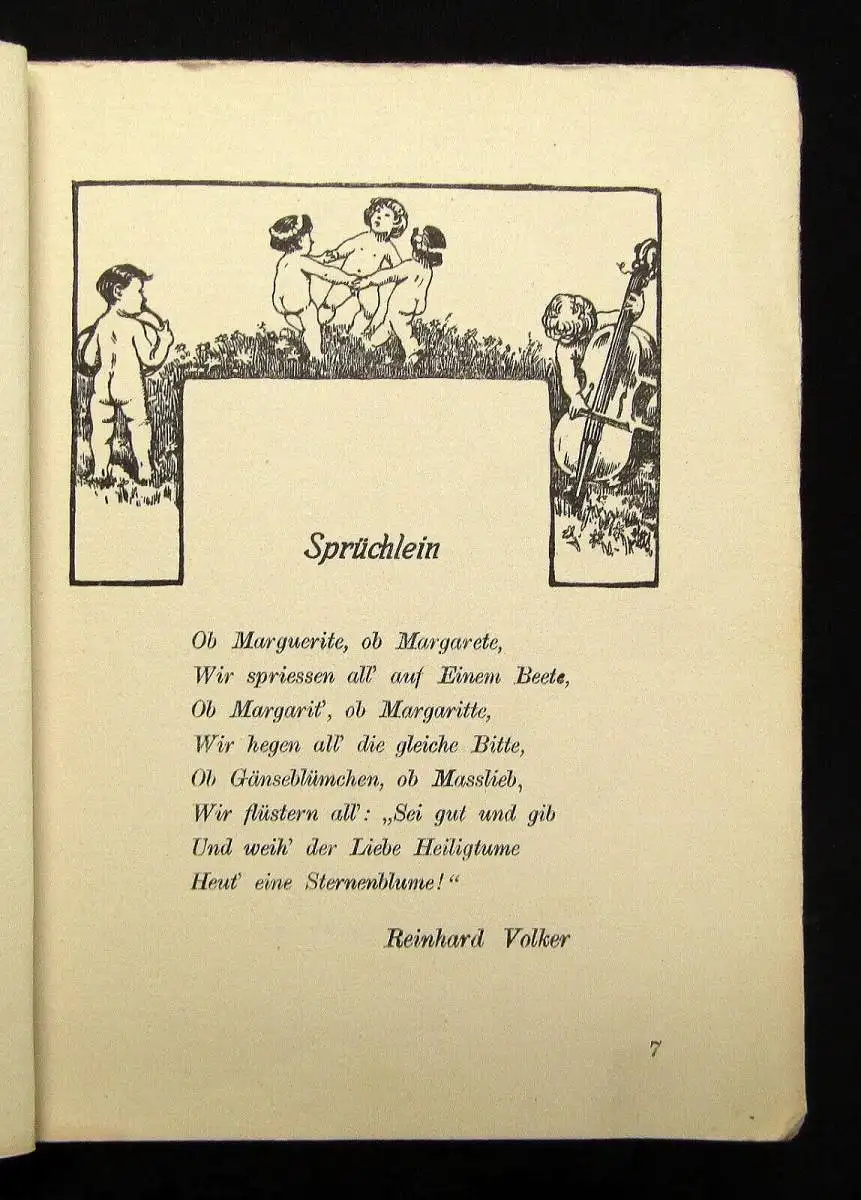 Sprüchlein
Ob Marguerite, ob Margarete,
Wir spriessen all' auf Einem Beete,
Ob Margarit', ob Margaritte,
Wir hegen all' die gleiche Bitte,
Ob Gänseblümchen, ob Masslieb,
Wir flüstern all': „Sei gut und gib
Und weih' der Liebe Heiligtume
Heut' eine Sternenblume!“
Reinhard Volker
7